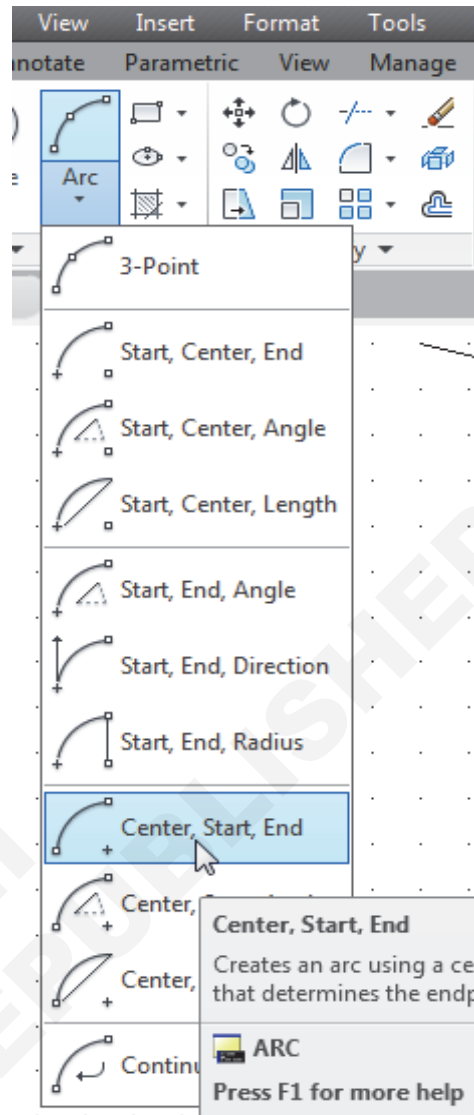 View Insert Format Tools
notate Parametric View Manage
Arc
y
3-Point
Start, Center, End
Start, Center, Angle
Start, Center, Length
Start, End, Angle
Start, End, Direction
Start, End, Radius
Center, Start, End
Center,
Center, Start, End
Creates an arc using a ce
Center,
that determines the endp
ARC
Continu
Press F1 for more help